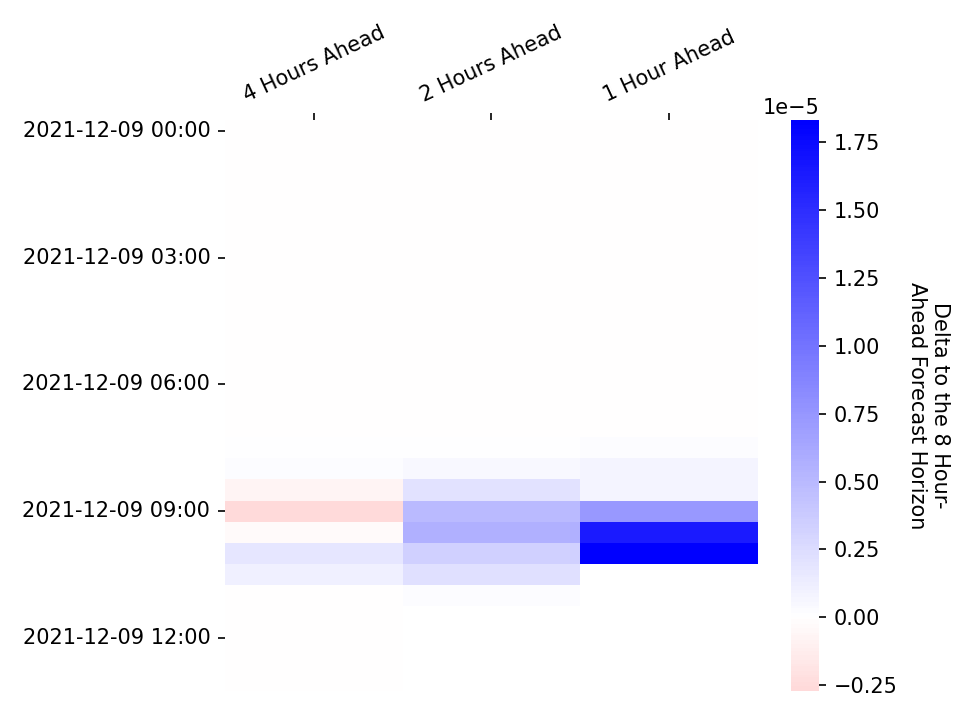 4 Hours Ahead
2 Hours Ahead
1 Hour Ahead
2021-12-09 00:00
2021-12-09 03:00
2021-12-09 06:00
2021-12-09 09:00
2021-12-09 12:00
1e−5
1.75
1.50
1.25
1.00
0.75
0.50
0.25
0.00
−0.25
Delta to the 8 Hour-
Ahead Forecast Horizon